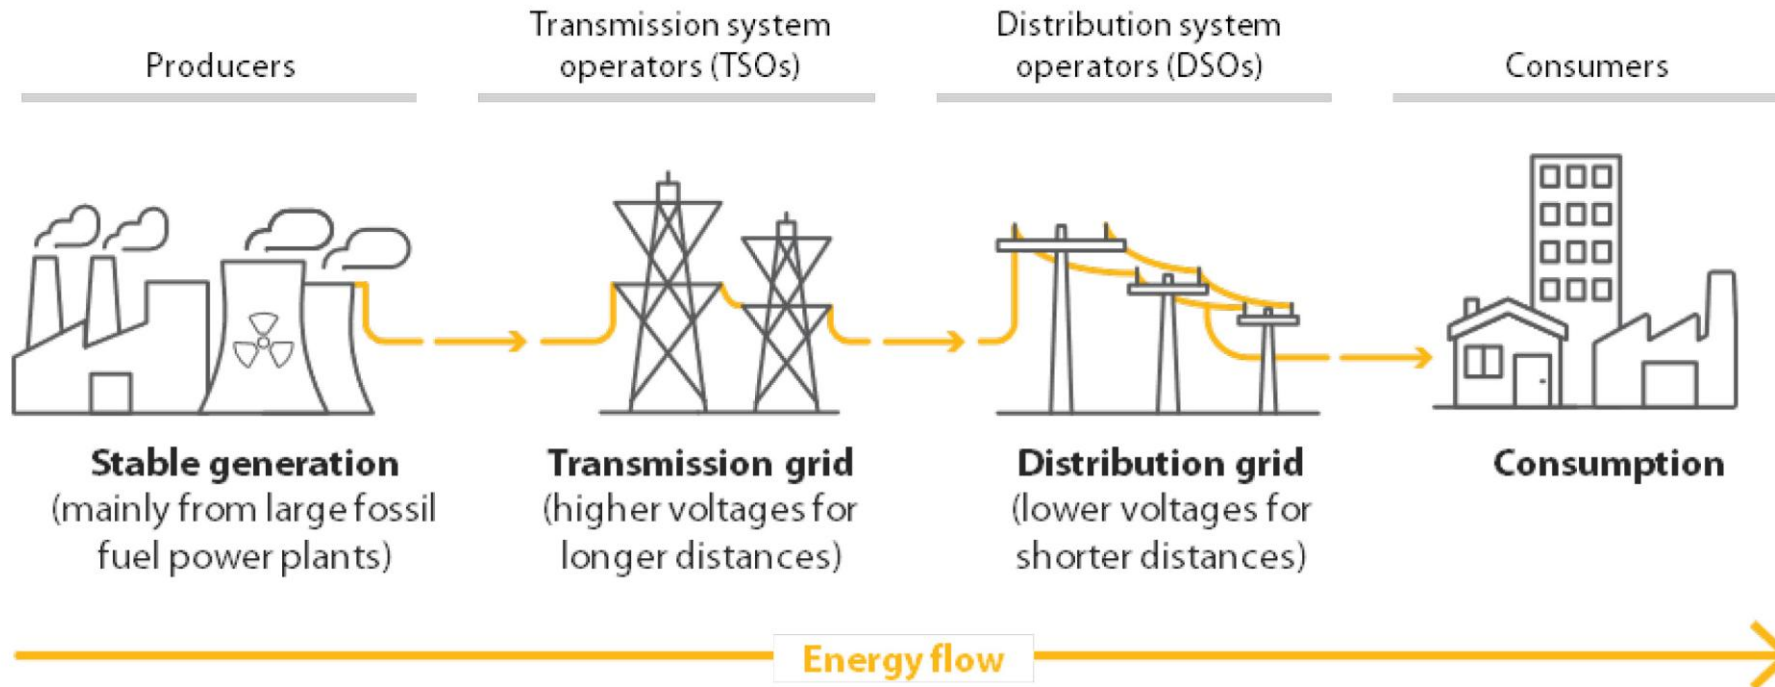 Producers
Transmission system
operators (TSOs)
Distribution system
operators (DSOs)
Consumers
Stable generation
(mainly from large fossil
fuel power plants)
Transmission grid
(higher voltages for
longer distances)
Distribution grid
(lower voltages for
shorter distances)
Consumption
Energy flow